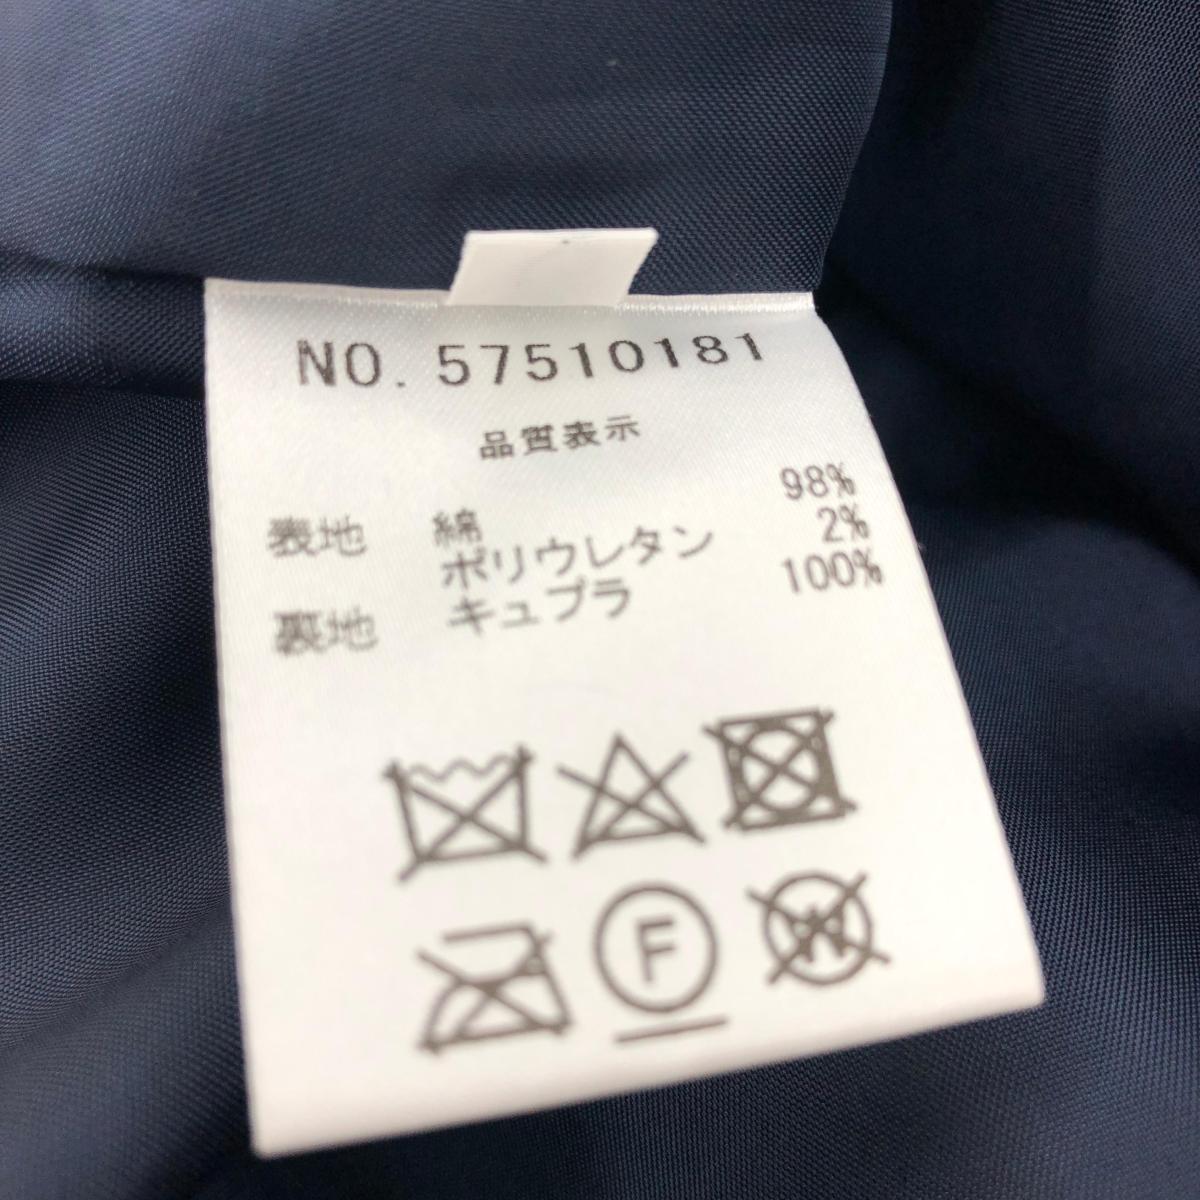 NO. 57510181
品質表示
表地 綿 98%
ポリウレタン 2%
裏地 キュプラ 100%
F
W